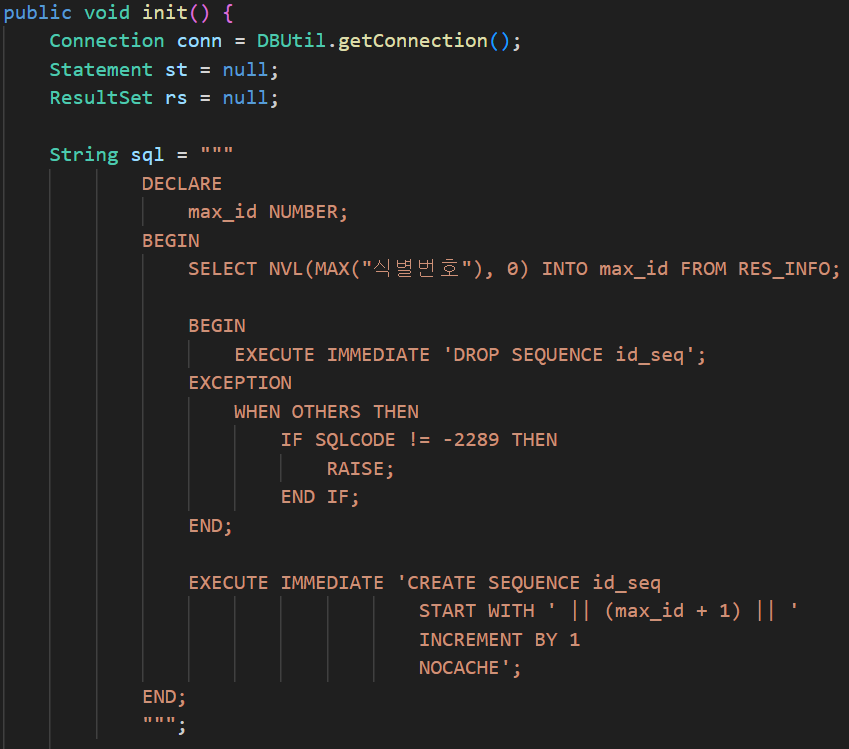 public void init() {
Connection conn = DBUtil.getConnection();
Statement st = null;
ResultSet rs = null;
String sql = """
DECLARE
max_id NUMBER;
BEGIN
SELECT NVL(MAX("식별번호"), 0) INTO max_id FROM RES_INFO;
BEGIN
EXECUTE IMMEDIATE 'DROP SEQUENCE id_seq';
EXCEPTION
WHEN OTHERS THEN
IF SQLCODE != -2289 THEN
RAISE;
END IF;
END;
EXECUTE IMMEDIATE 'CREATE SEQUENCE id_seq
START WITH ' || (max_id + 1) || '
INCREMENT BY 1
NOCACHE';
END;
""";